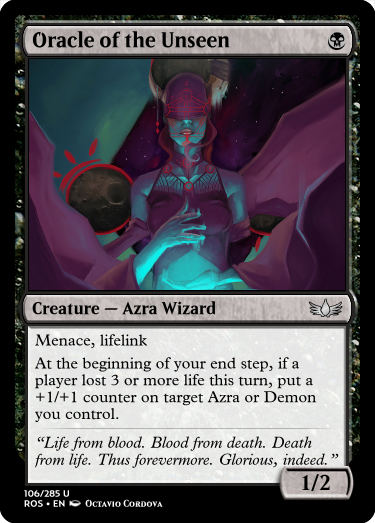 Oracle of the Unseen
Creature — Azra Wizard
Menace, lifelink
At the beginning of your end step, if a
player lost 3 or more life this turn, put a
+1/+1 counter on target Azra or Demon
you control.
“Life from blood. Blood from death. Death
from life. Thus forevermore. Glorious, indeed.”
1/2
106/285 U
ROS • EN Octavio Cordova